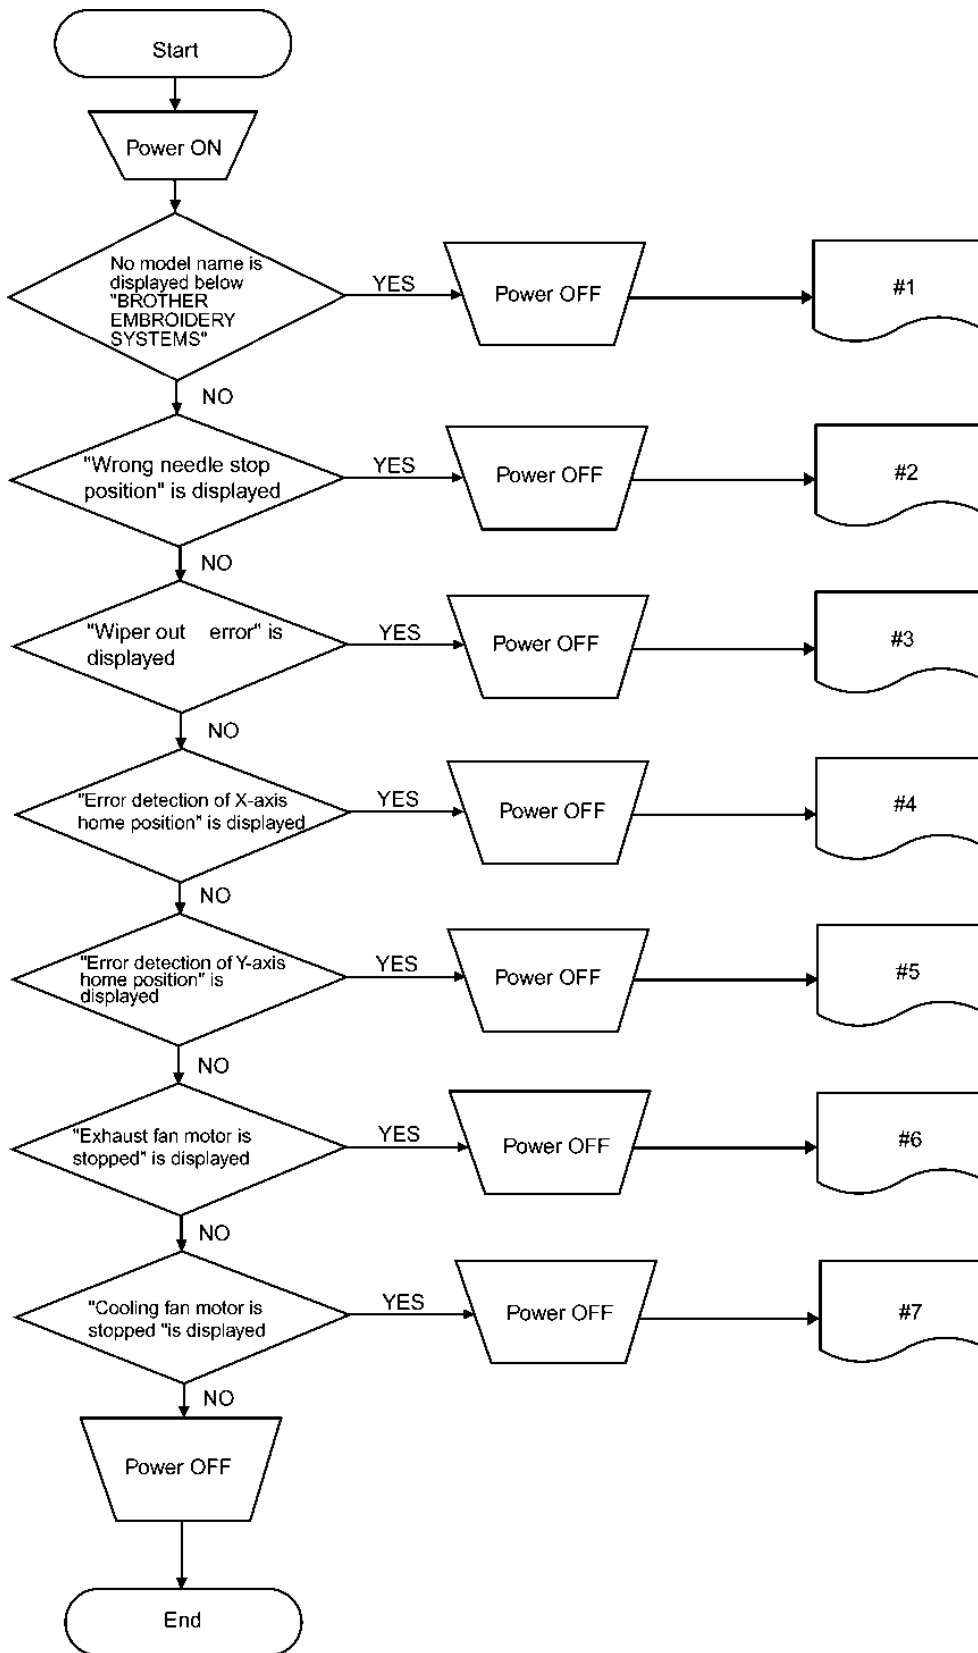 Start
Power ON
No model name is
displayed below
"BROTHER
EMBROIDERY
SYSTEMS"
YES
Power OFF
#1
NO
"Wrong needle stop
position" is displayed
YES
Power OFF
#2
NO
"Wiper out error" is
displayed
YES
Power OFF
#3
NO
"Error detection of X-axis
home position" is displayed
YES
Power OFF
#4
NO
"Error detection of Y-axis
home position" is
displayed
YES
Power OFF
#5
NO
"Exhaust fan motor is
stopped" is displayed
YES
Power OFF
#6
NO
"Cooling fan motor is
stopped "is displayed
YES
Power OFF
#7
NO
Power OFF
End